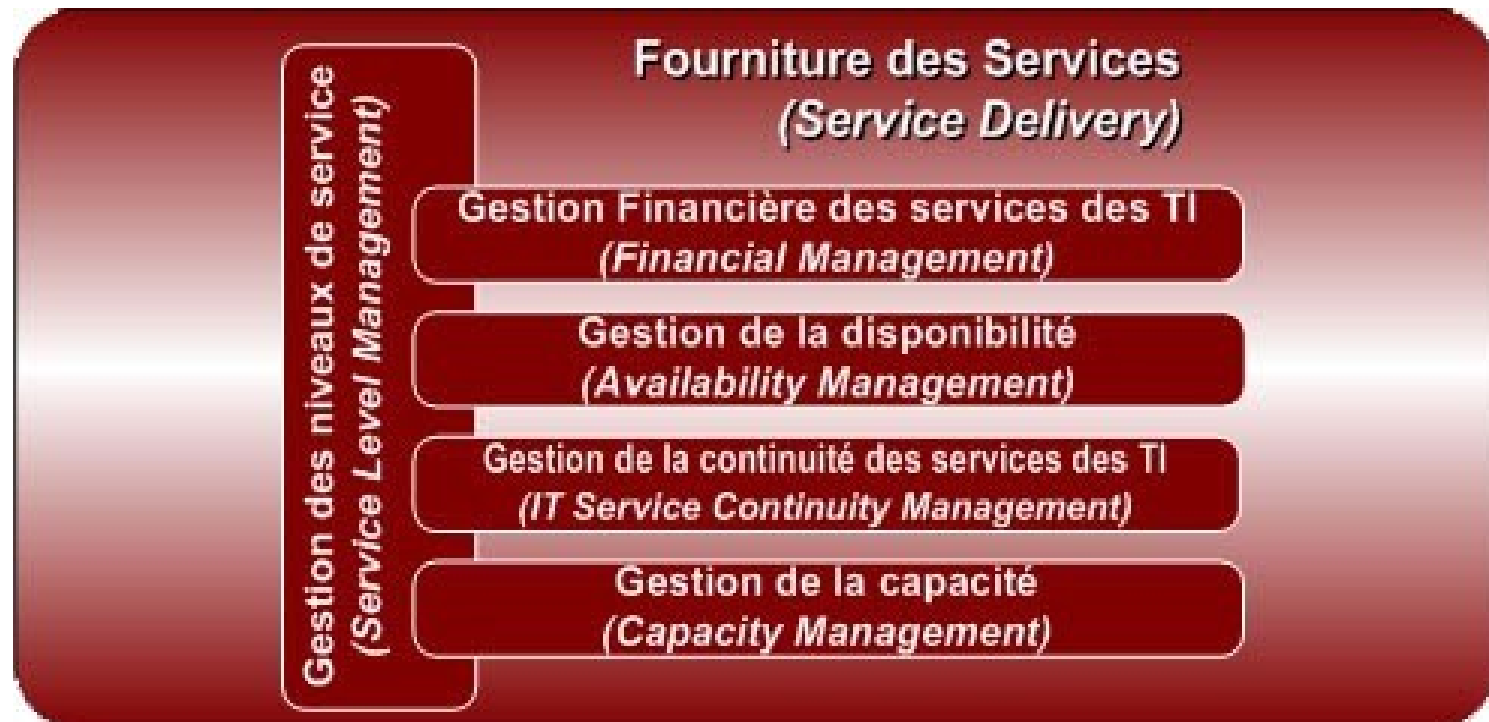 Fourniture des Services
(Service Delivery)
Gestion des niveaux de service
(Service Level Management)
Gestion Financière des services des TI
(Financial Management)
Gestion de la disponibilité
(Availability Management)
Gestion de la continuité des services des TI
(IT Service Continuity Management)
Gestion de la capacité
(Capacity Management)